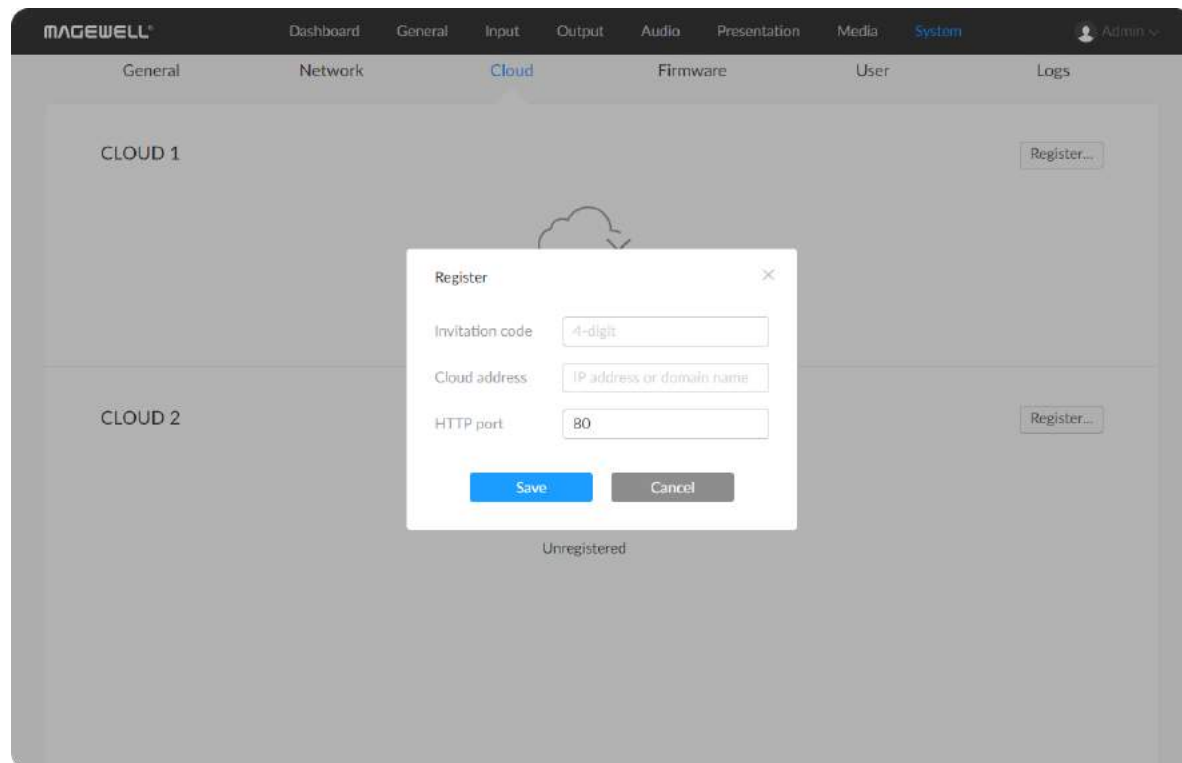 MAGEWELL® Dashboard General Input Output Audio Presentation Media System Admin
General Network Cloud Firmware User Logs
CLOUD 1 Register...
Register
Invitation code 4-digit
Cloud address IP address or domain name
HTTP port 80
Save Cancel
CLOUD 2 Register...
Unregistered